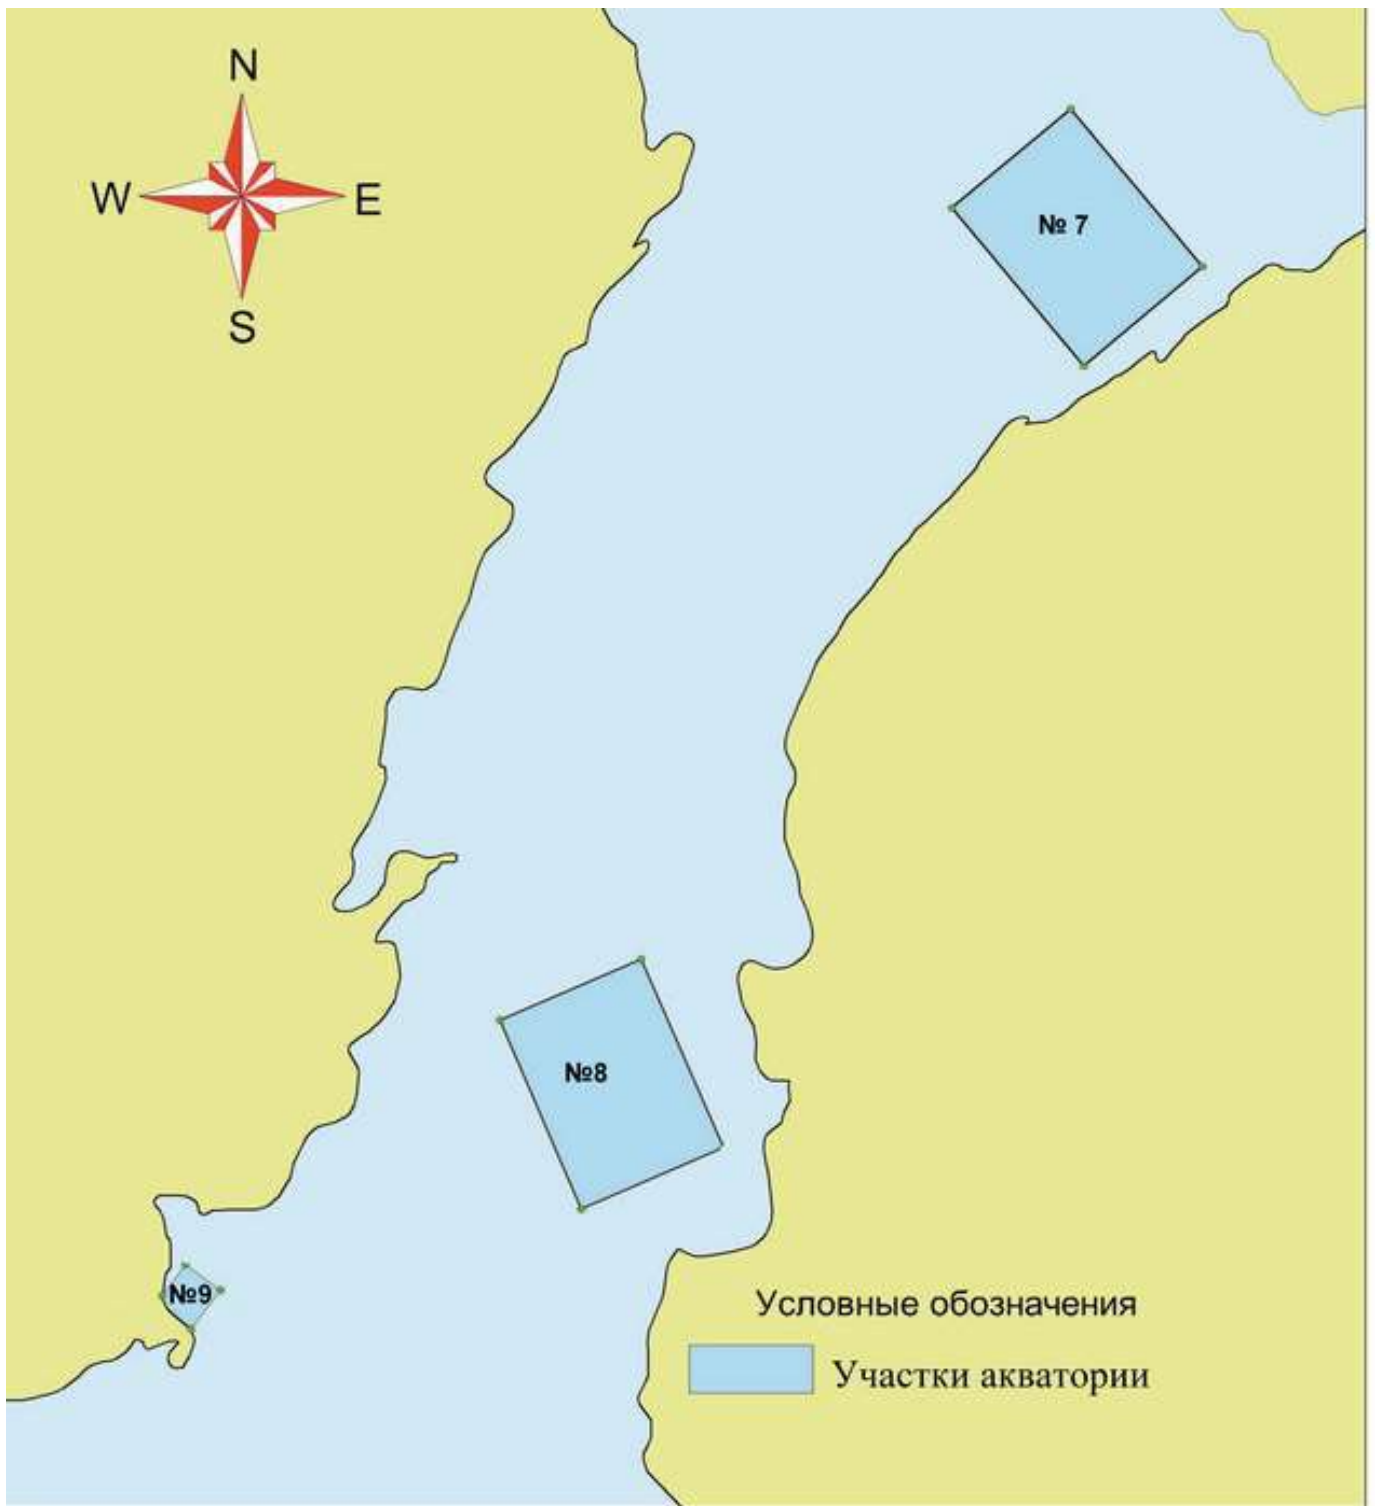 N
W E
S
№ 7
№8
№9
Условные обозначения
Участки акватории